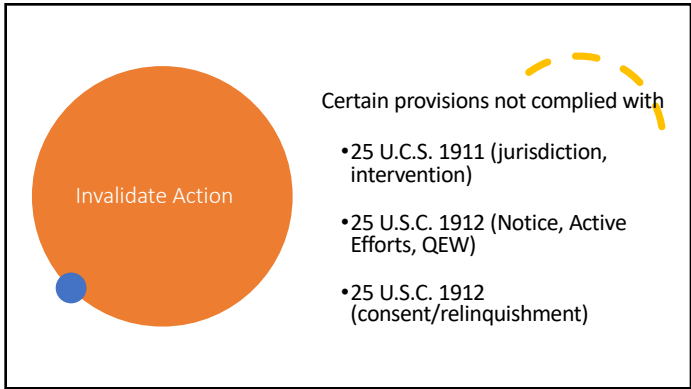 Invalidate Action
Certain provisions not complied with
•25 U.C.S. 1911 (jurisdiction,
intervention)
•25 U.S.C. 1912 (Notice, Active
Efforts, QEW)
•25 U.S.C. 1912
(consent/relinquishment)